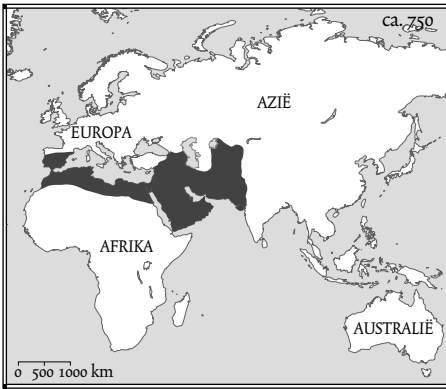 ca. 750
AZIË
EUROPA
AFRIKA
AUSTRALIË
0 500 1000 km